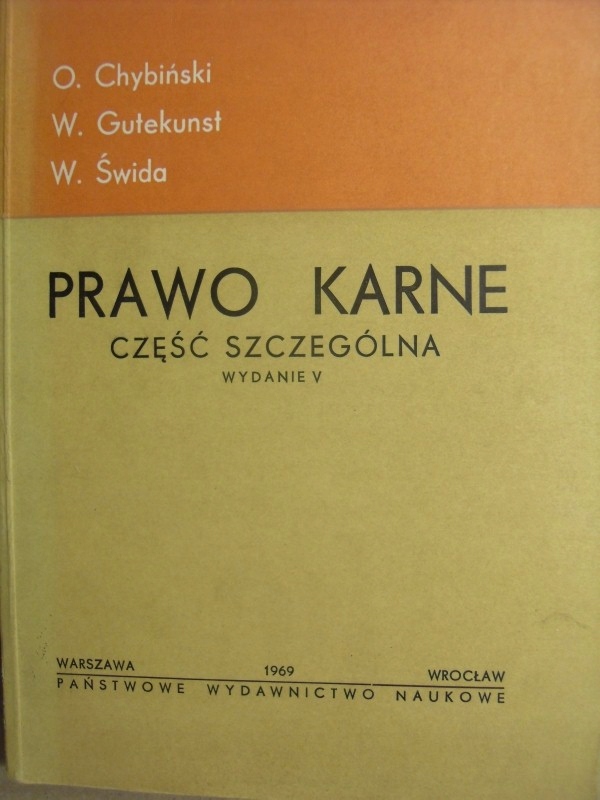 O. Chybiński
W. Gutekunst
W. Świda
PRAWO KARNE
CZĘŚĆ SZCZEGÓLNA
WYDANIE V
WARSZAWA 1969 WROCŁAW
PAŃSTWOWE WYDAWNICTWO NAUKOWE